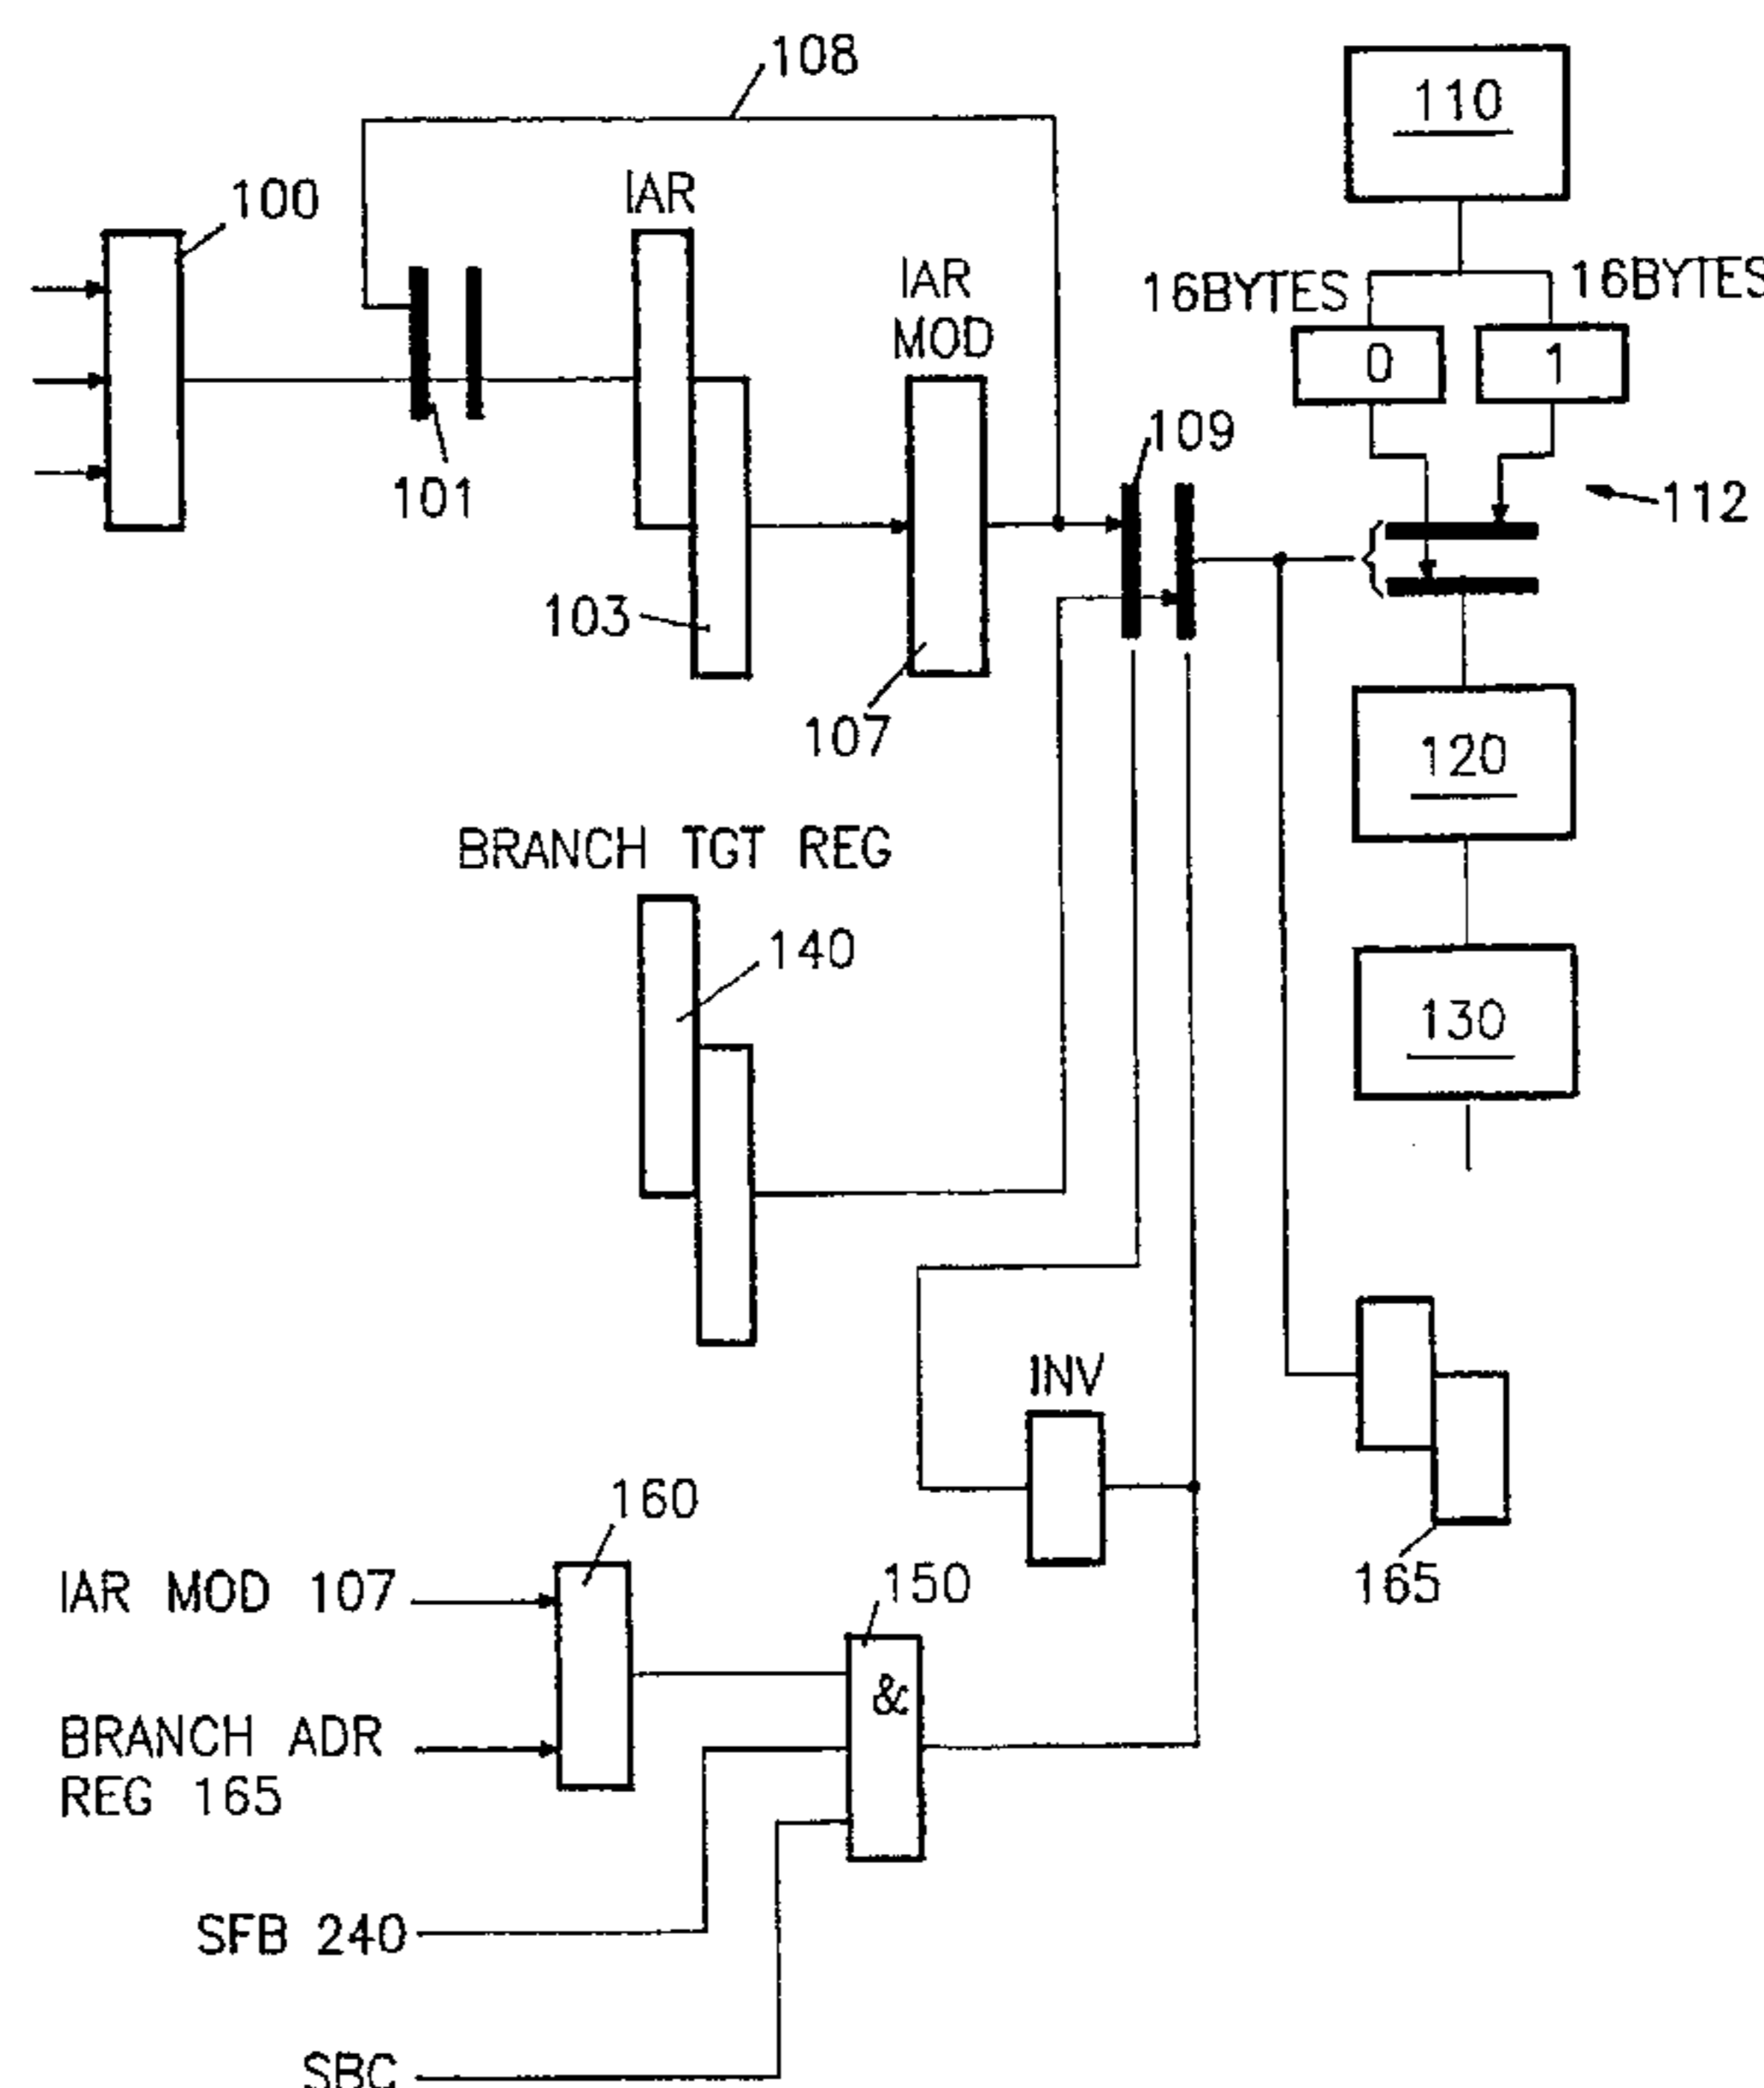 108
110
100
IAR
IAR
MOD
16BYTES
16BYTES
0
1
109
101
112
103
107
120
BRANCH TGT REG
140
130
INV
160
165
150
IAR MOD 107
&
BRANCH ADR
REG 165
SFB 240
SBC